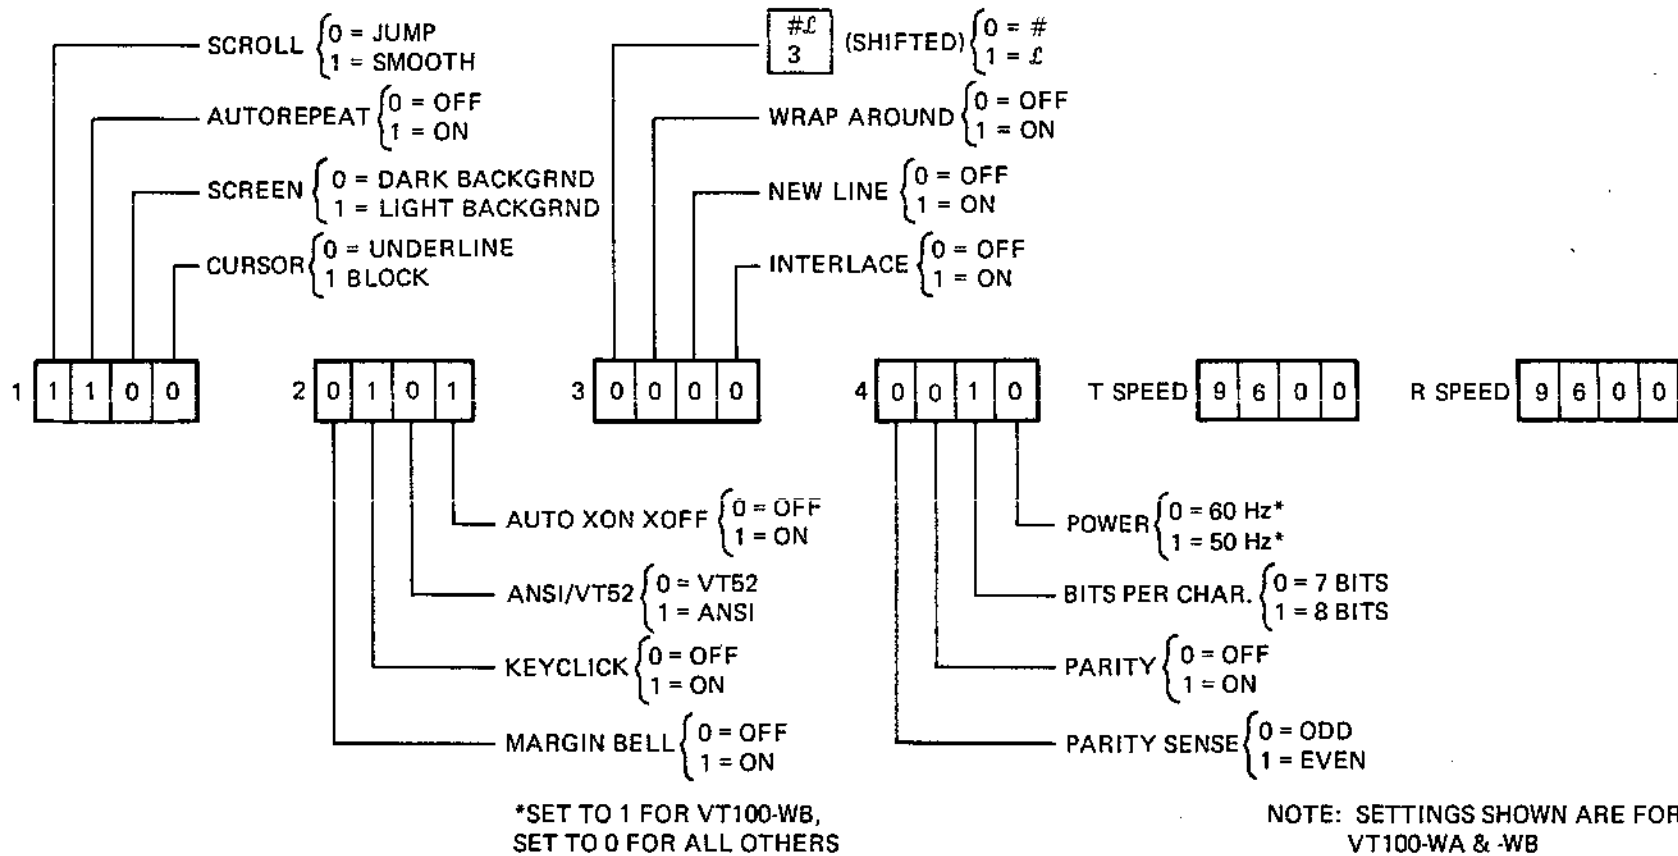 SCROLL 0 = JUMP
1 = SMOOTH
AUTOREPEAT 0 = OFF
1 = ON
SCREEN 0 = DARK BACKGRND
1 = LIGHT BACKGRND
CURSOR 0 = UNDERLINE
1 BLOCK
#£
3 (SHIFTED) 0 = #
1 = £
WRAP AROUND 0 = OFF
1 = ON
NEW LINE 0 = OFF
1 = ON
INTERLACE 0 = OFF
1 = ON
1 1 1 0 0
2 0 1 0 1
3 0 0 0 0
4 0 0 1 0
T SPEED 9 6 0 0
R SPEED 9 6 0 0
AUTO XON XOFF 0 = OFF
1 = ON
ANSI/VT52 0 = VT52
1 = ANSI
KEYCLICK 0 = OFF
1 = ON
MARGIN BELL 0 = OFF
1 = ON
POWER 0 = 60 Hz*
1 = 50 Hz*
BITS PER CHAR. 0 = 7 BITS
1 = 8 BITS
PARITY 0 = OFF
1 = ON
PARITY SENSE 0 = ODD
1 = EVEN
*SET TO 1 FOR VT100-WB,
SET TO 0 FOR ALL OTHERS
NOTE: SETTINGS SHOWN ARE FOR
VT100-WA & -WB